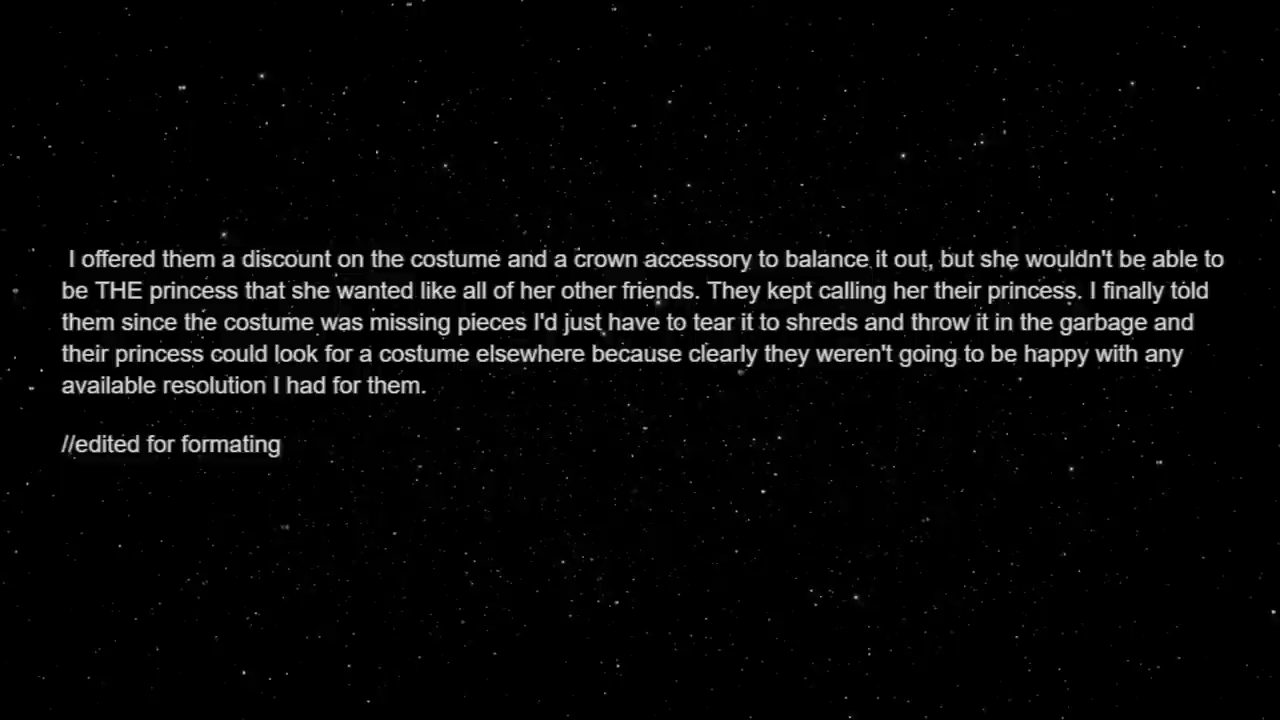 I offered them a discount on the costume and a crown accessory to balance it out, but she wouldn't be able to
be THE princess that she wanted like all of her other friends. They kept calling her their princess. I finally told
them since the costume was missing pieces I'd just have to tear it to shreds and throw it in the garbage and
their princess could look for a costume elsewhere because clearly they weren't going to be happy with any
available resolution I had for them.
//edited for formating